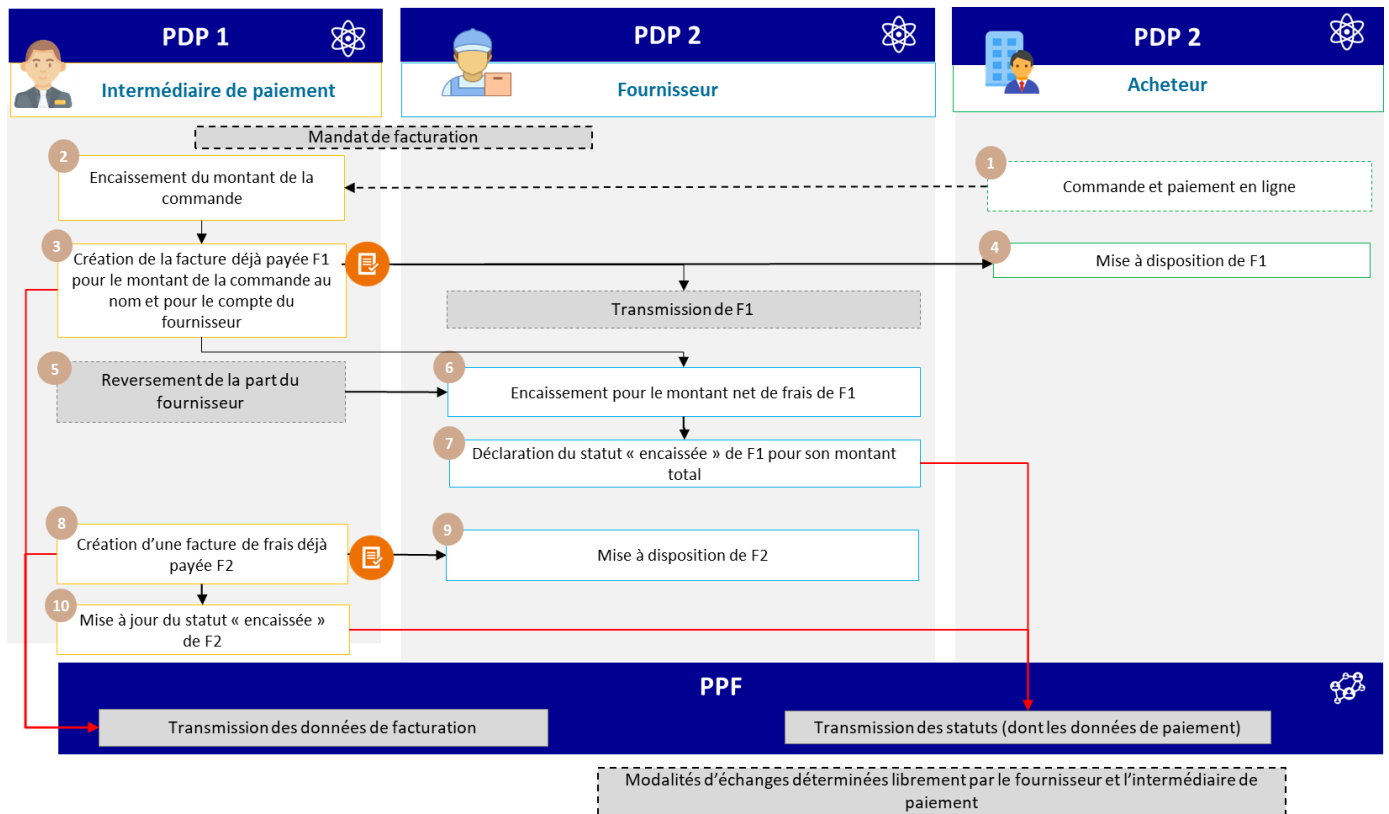 PDP 1
PDP 2
PDP 2
Intermédiaire de paiement
Fournisseur
Acheteur
Mandat de facturation
1
Commande et paiement en ligne
2
Encaissement du montant de la
commande
3
Création de la facture déjà payée F1
pour le montant de la commande au
nom et pour le compte du
fournisseur
4
Mise à disposition de F1
Transmission de F1
5
Reversement de la part du
fournisseur
6
Encaissement pour le montant net de frais de F1
7
Déclaration du statut « encaissée » de F1 pour son montant
total
8
Création d’une facture de frais déjà
payée F2
9
Mise à disposition de F2
10
Mise à jour du statut « encaissée »
de F2
PPF
Transmission des données de facturation
Transmission des statuts (dont les données de paiement)
Modalités d’échanges déterminées librement par le fournisseur et l’intermédiaire de
paiement